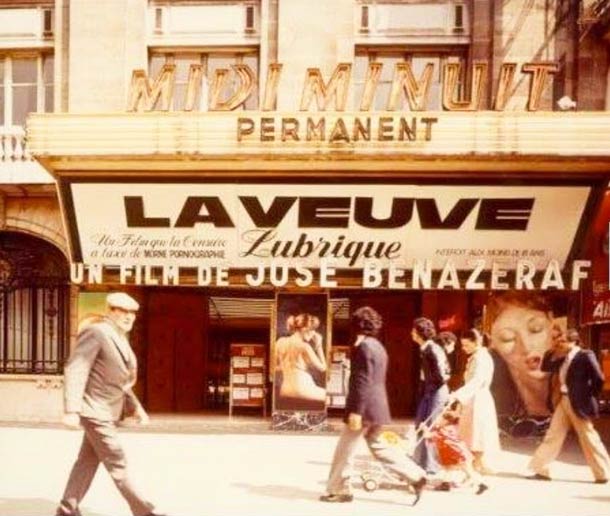 MIDI MINUIT
PERMANENT
LA VEUVE
Lubrique
Un Film que la Censure
a taxé de MORNE PORNOGRAPHIE
INTERDIT AUX MOINS DE 18 ANS
UN FILM DE JOSÉ BENAZERAF